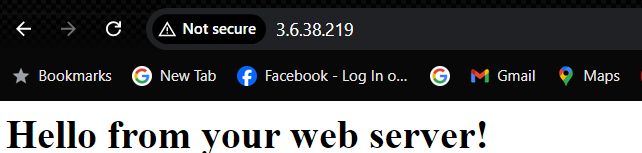 Not secure 3.6.38.219
Bookmarks New Tab Facebook - Log In o... Gmail Maps
Hello from your web server!